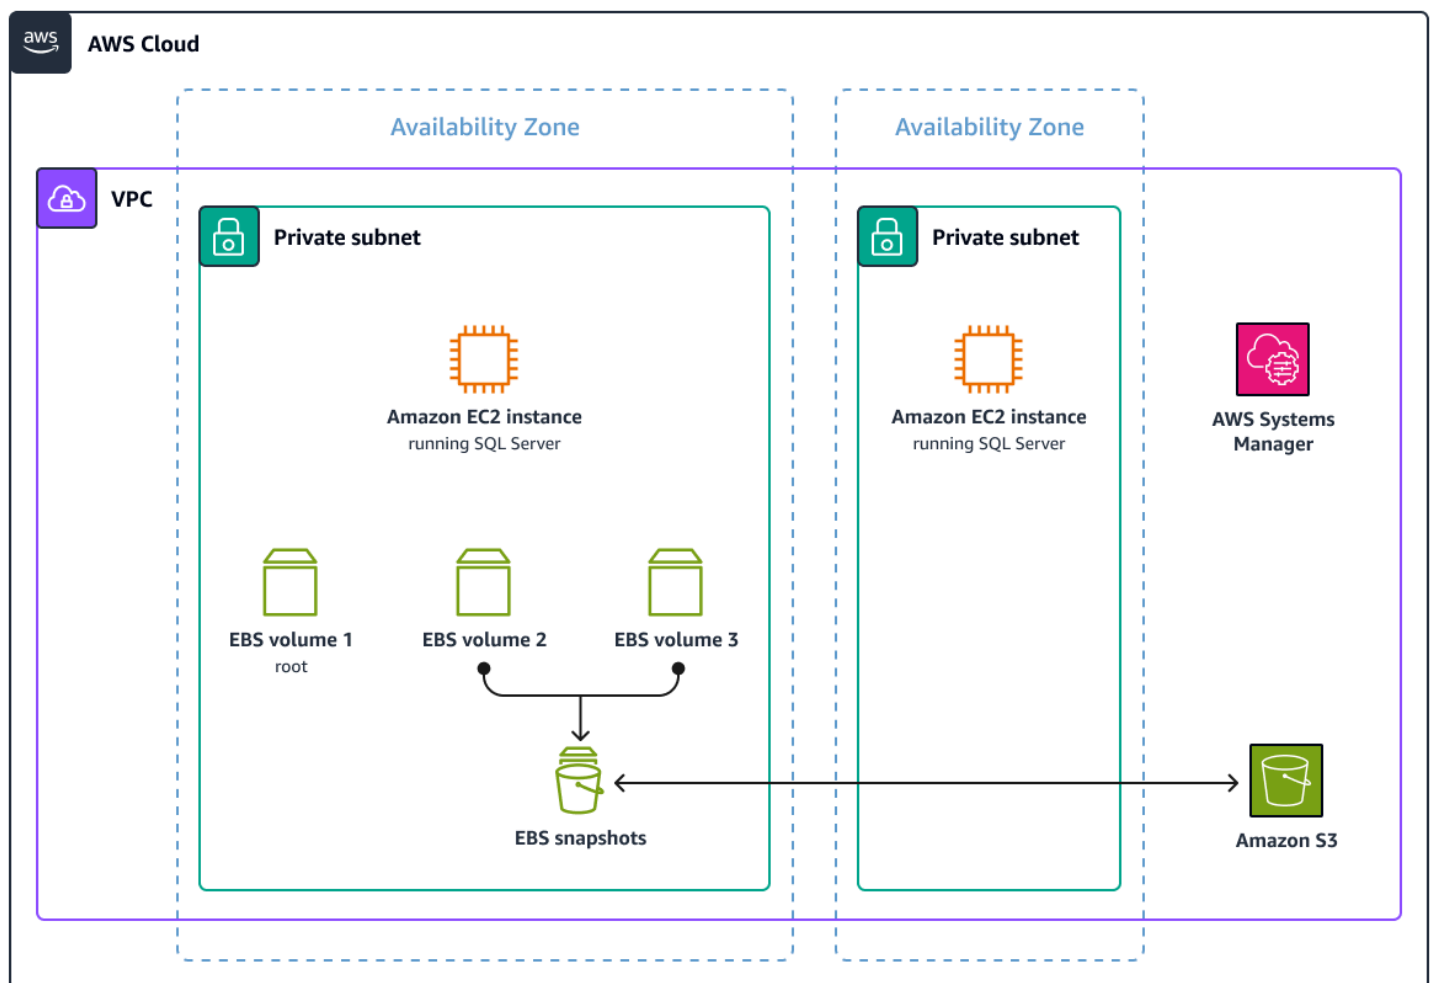 aws
AWS Cloud
Availability Zone
Availability Zone
VPC
Private subnet
Private subnet
Amazon EC2 instance
running SQL Server
Amazon EC2 instance
running SQL Server
AWS Systems
Manager
EBS volume 1
root
EBS volume 2
EBS volume 3
EBS snapshots
Amazon S3